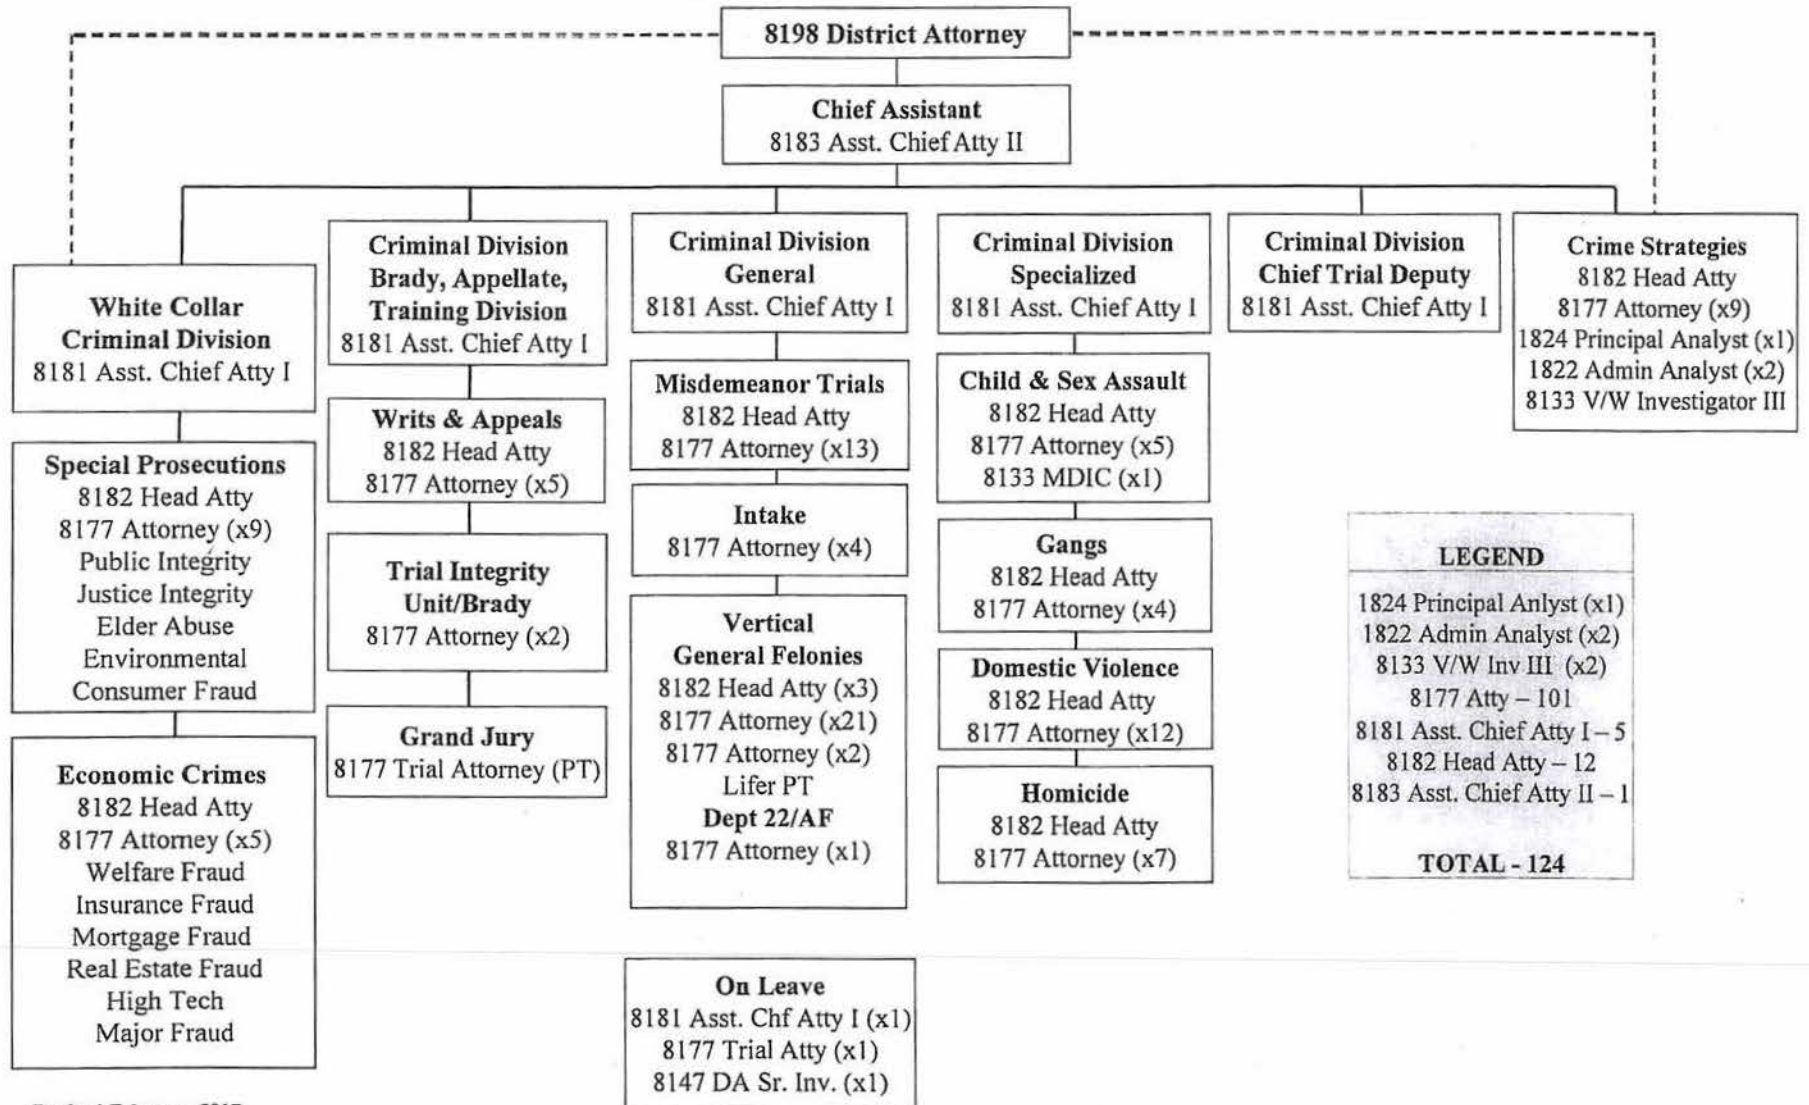 8198 District Attorney
Chief Assistant
8183 Asst. Chief Atty II
White Collar
Criminal Division
8181 Asst. Chief Atty I
Special Prosecutions
8182 Head Atty
8177 Attorney (x9)
Public Integrity
Justice Integrity
Elder Abuse
Environmental
Consumer Fraud
Economic Crimes
8182 Head Atty
8177 Attorney (x5)
Welfare Fraud
Insurance Fraud
Mortgage Fraud
Real Estate Fraud
High Tech
Major Fraud
Criminal Division
Brady, Appellate,
Training Division
8181 Asst. Chief Atty I
Writs & Appeals
8182 Head Atty
8177 Attorney (x5)
Trial Integrity
Unit/Brady
8177 Attorney (x2)
Grand Jury
8177 Trial Attorney (PT)
Criminal Division
General
8181 Asst. Chief Atty I
Misdemeanor Trials
8182 Head Atty
8177 Attorney (x13)
Intake
8177 Attorney (x4)
Vertical
General Felonies
8182 Head Atty (x3)
8177 Attorney (x21)
8177 Attorney (x2)
Lifer PT
Dept 22/AF
8177 Attorney (x1)
On Leave
8181 Asst. Chf Atty I (x1)
8177 Trial Atty (x1)
8147 DA Sr. Inv. (x1)
Criminal Division
Specialized
8181 Asst. Chief Atty I
Child & Sex Assault
8182 Head Atty
8177 Attorney (x5)
8133 MDIC (x1)
Gangs
8182 Head Atty
8177 Attorney (x4)
Domestic Violence
8182 Head Atty
8177 Attorney (x12)
Homicide
8182 Head Atty
8177 Attorney (x7)
Criminal Division
Chief Trial Deputy
8181 Asst. Chief Atty I
Crime Strategies
8182 Head Atty
8177 Attorney (x9)
1824 Principal Analyst (x1)
1822 Admin Analyst (x2)
8133 V/W Investigator III
LEGEND
1824 Principal Anlyst (x1)
1822 Admin Analyst (x2)
8133 V/W Inv III (x2)
8177 Atty – 101
8181 Asst. Chief Atty I – 5
8182 Head Atty – 12
8183 Asst. Chief Atty II – 1
TOTAL - 124